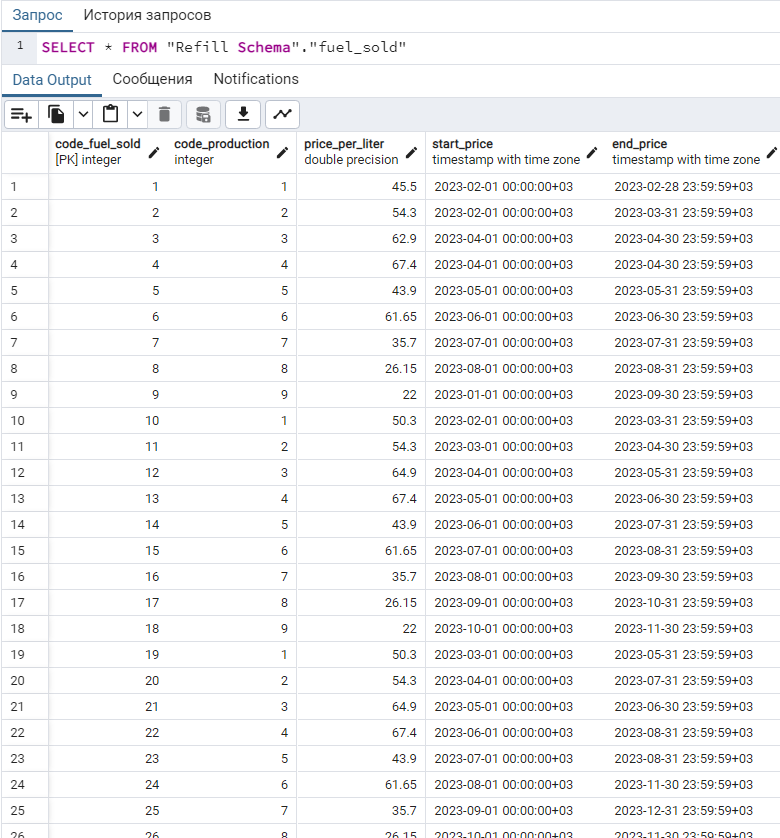 Запрос История запросов
1 SELECT * FROM "Refill Schema"."fuel_sold"
Data Output Сообщения Notifications
code_fuel_sold code_production price_per_liter start_price end_price
[PK] integer integer double precision timestamp with time zone timestamp with time zone
1 1 1 45.5 2023-02-01 00:00:00+03 2023-02-28 23:59:59+03
2 2 2 54.3 2023-02-01 00:00:00+03 2023-03-31 23:59:59+03
3 3 3 62.9 2023-04-01 00:00:00+03 2023-04-30 23:59:59+03
4 4 4 67.4 2023-04-01 00:00:00+03 2023-04-30 23:59:59+03
5 5 5 43.9 2023-05-01 00:00:00+03 2023-05-31 23:59:59+03
6 6 6 61.65 2023-06-01 00:00:00+03 2023-06-30 23:59:59+03
7 7 7 35.7 2023-07-01 00:00:00+03 2023-07-31 23:59:59+03
8 8 8 26.15 2023-08-01 00:00:00+03 2023-08-31 23:59:59+03
9 9 9 22 2023-01-01 00:00:00+03 2023-09-30 23:59:59+03
10 10 1 50.3 2023-02-01 00:00:00+03 2023-03-31 23:59:59+03
11 11 2 54.3 2023-03-01 00:00:00+03 2023-04-30 23:59:59+03
12 12 3 64.9 2023-04-01 00:00:00+03 2023-05-31 23:59:59+03
13 13 4 67.4 2023-05-01 00:00:00+03 2023-06-30 23:59:59+03
14 14 5 43.9 2023-06-01 00:00:00+03 2023-07-31 23:59:59+03
15 15 6 61.65 2023-07-01 00:00:00+03 2023-08-31 23:59:59+03
16 16 7 35.7 2023-08-01 00:00:00+03 2023-09-30 23:59:59+03
17 17 8 26.15 2023-09-01 00:00:00+03 2023-10-31 23:59:59+03
18 18 9 22 2023-10-01 00:00:00+03 2023-11-30 23:59:59+03
19 19 1 50.3 2023-03-01 00:00:00+03 2023-05-31 23:59:59+03
20 20 2 54.3 2023-04-01 00:00:00+03 2023-07-31 23:59:59+03
21 21 3 64.9 2023-05-01 00:00:00+03 2023-06-30 23:59:59+03
22 22 4 67.4 2023-06-01 00:00:00+03 2023-08-31 23:59:59+03
23 23 5 43.9 2023-07-01 00:00:00+03 2023-08-31 23:59:59+03
24 24 6 61.65 2023-08-01 00:00:00+03 2023-11-30 23:59:59+03
25 25 7 35.7 2023-09-01 00:00:00+03 2023-12-31 23:59:59+03
26 26 8 26.15 2023-10-01 00:00:00+03 2023-11-30 23:59:59+03